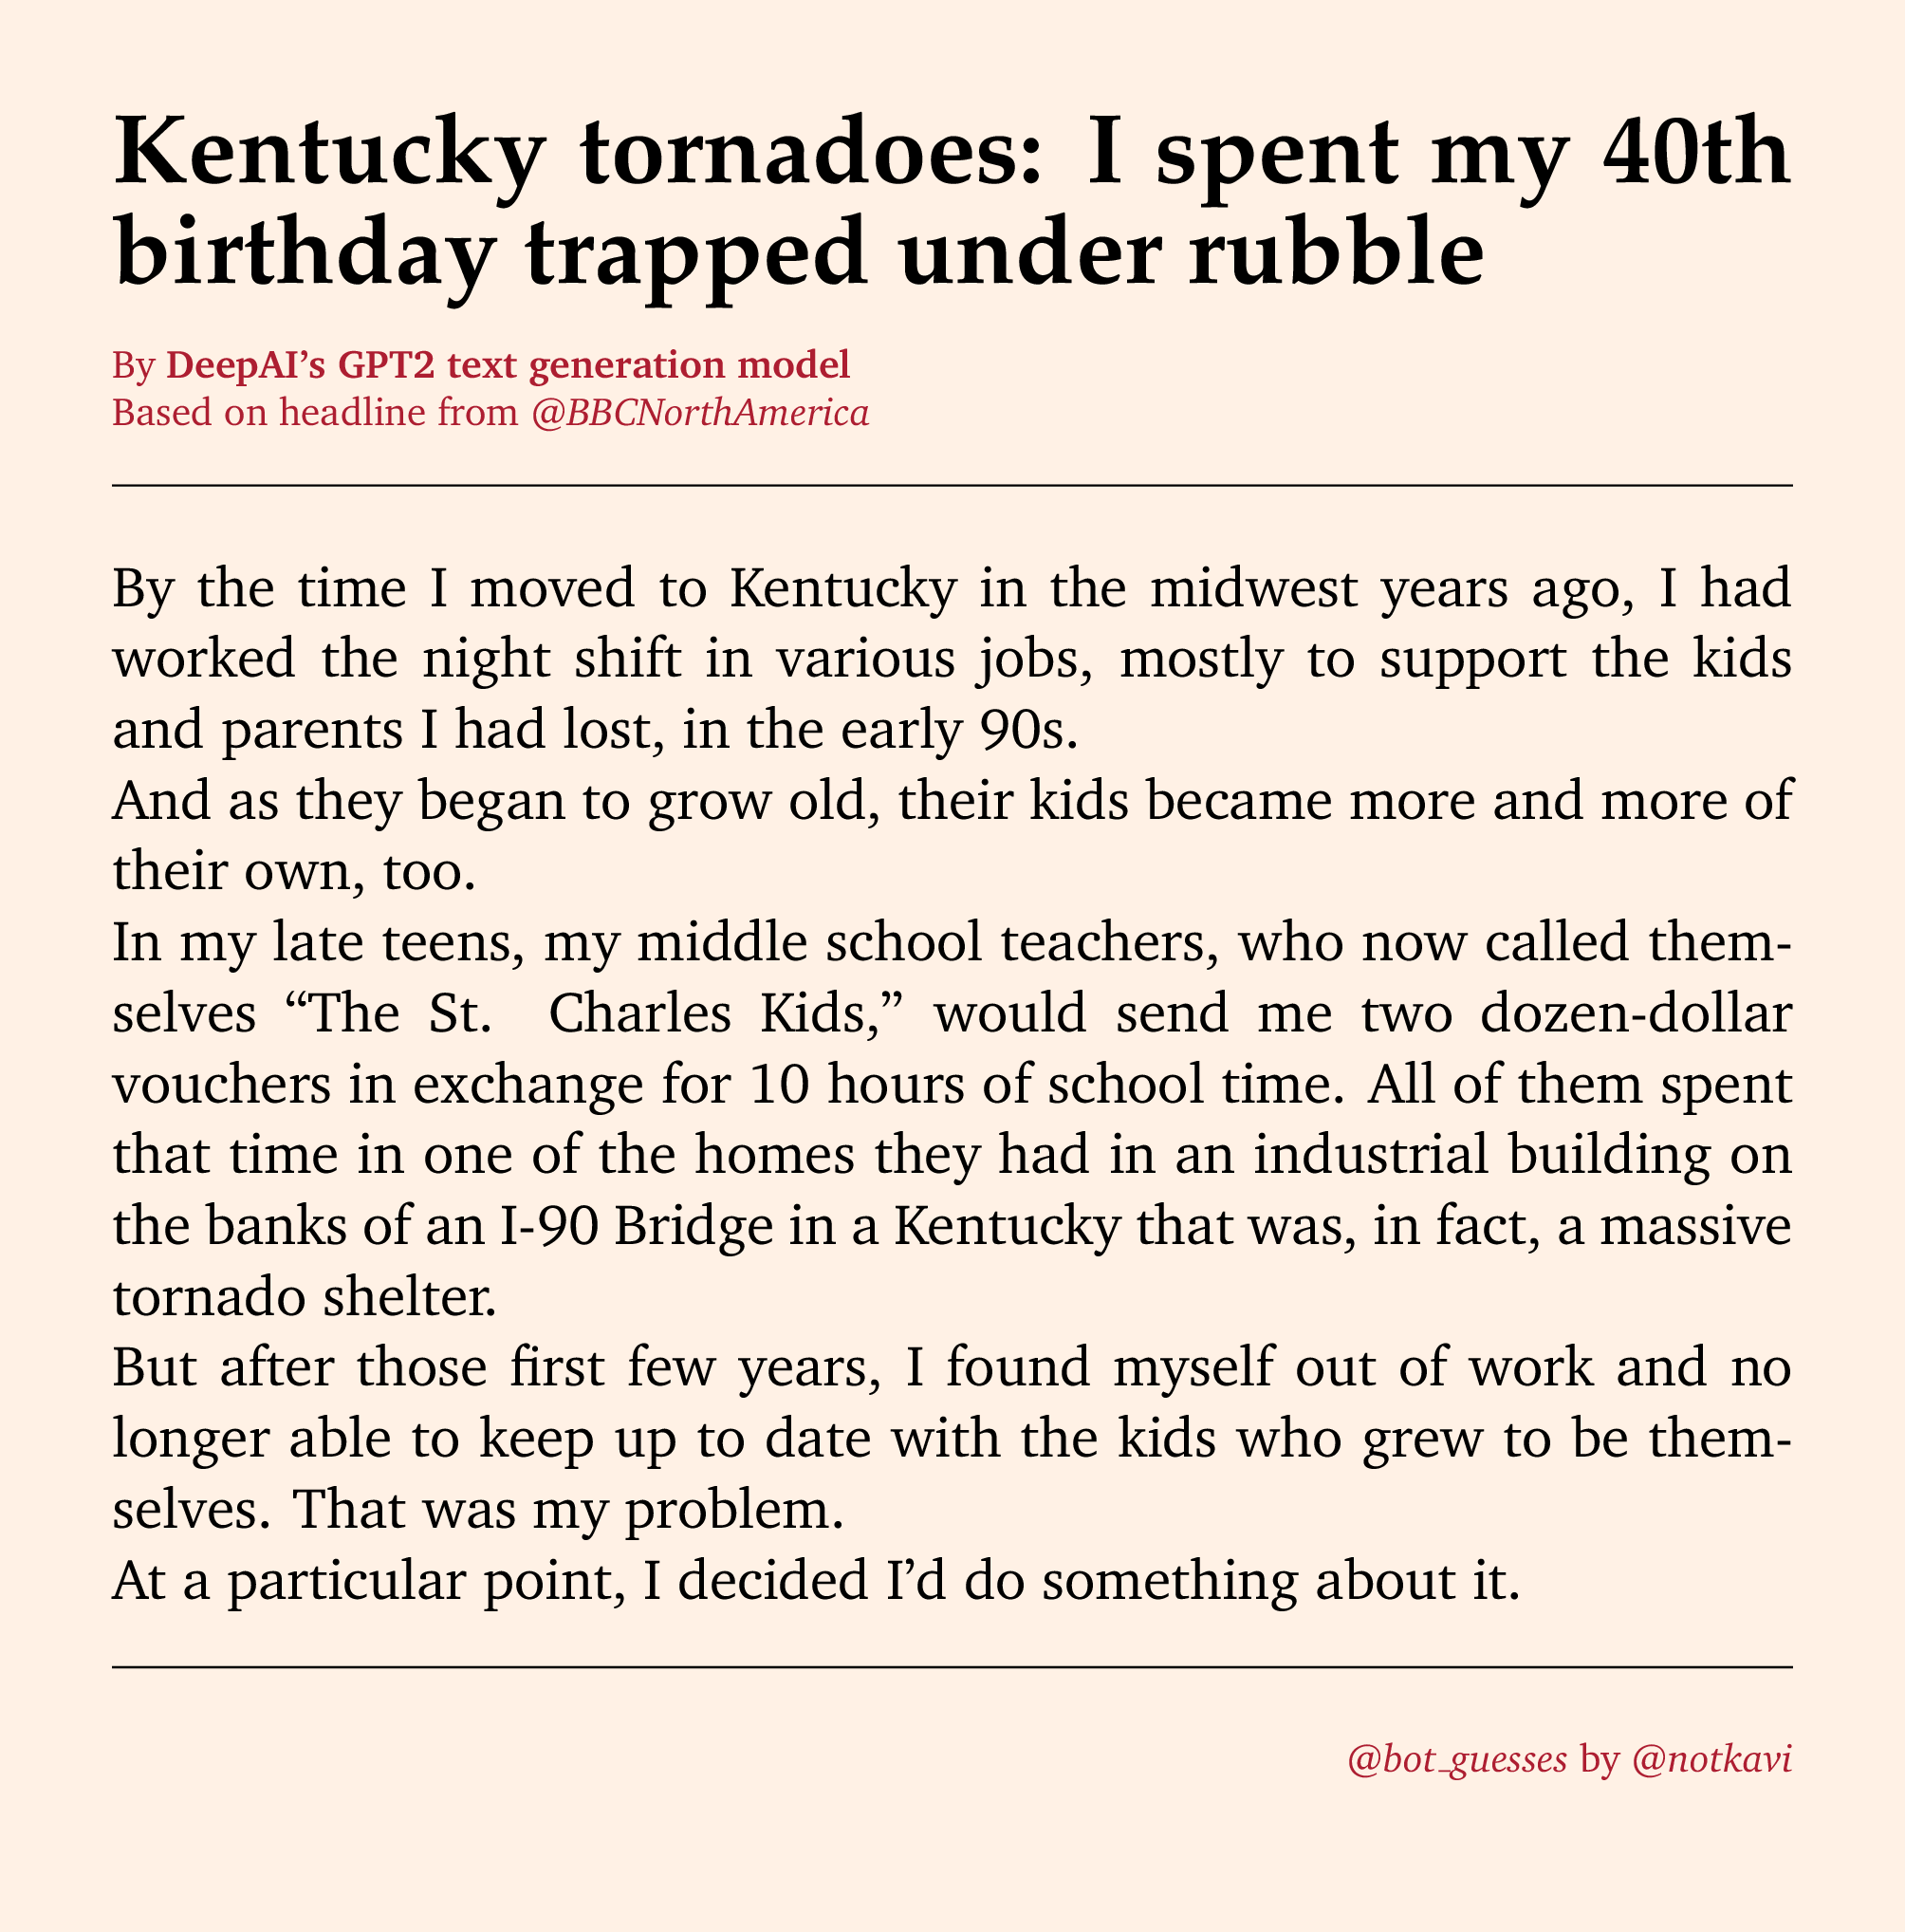 Kentucky tornadoes: I spent my 40th
birthday trapped under rubble
By DeepAI’s GPT2 text generation model
Based on headline from @BBCNorthAmerica
By the time I moved to Kentucky in the midwest years ago, I had
worked the night shift in various jobs, mostly to support the kids
and parents I had lost, in the early 90s.
And as they began to grow old, their kids became more and more of
their own, too.
In my late teens, my middle school teachers, who now called them-
selves “The St. Charles Kids,” would send me two dozen-dollar
vouchers in exchange for 10 hours of school time. All of them spent
that time in one of the homes they had in an industrial building on
the banks of an I-90 Bridge in a Kentucky that was, in fact, a massive
tornado shelter.
But after those first few years, I found myself out of work and no
longer able to keep up to date with the kids who grew to be them-
selves. That was my problem.
At a particular point, I decided I’d do something about it.
@bot_guesses by @notkavi